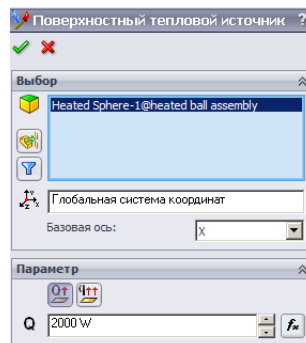 Поверхностный тепловой источник ?
Выбор
Heated Sphere-1@heated ball assembly
Глобальная система координат
Базовая ось: X
Параметр
Q 2000 W